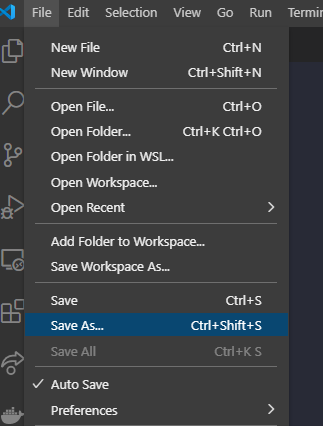 File Edit Selection View Go Run Termin
New File Ctrl+N
New Window Ctrl+Shift+N
Open File... Ctrl+O
Open Folder... Ctrl+K Ctrl+O
Open Folder in WSL...
Open Workspace...
Open Recent
Add Folder to Workspace...
Save Workspace As...
Save Ctrl+S
Save As... Ctrl+Shift+S
Save All Ctrl+K S
Auto Save
Preferences